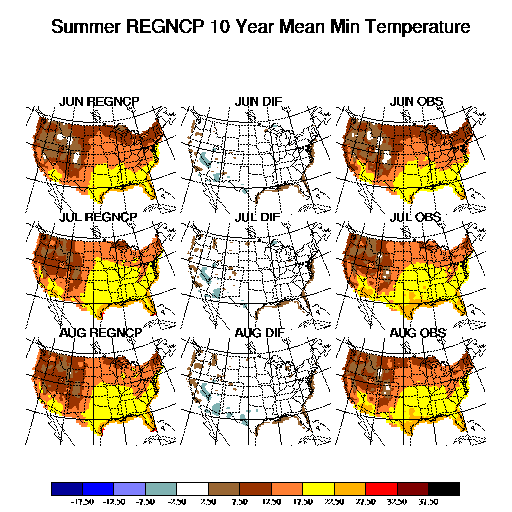 Summer REGNCP 10 Year Mean Min Temperature
JUN REGNCP JUN DIF JUN OBS
JUL REGNCP JUL DIF JUL OBS
AUG REGNCP AUG DIF AUG OBS
-17.50 -12.50 -7.50 -2.50 2.50 7.50 12.50 17.50 22.50 27.50 32.50 37.50